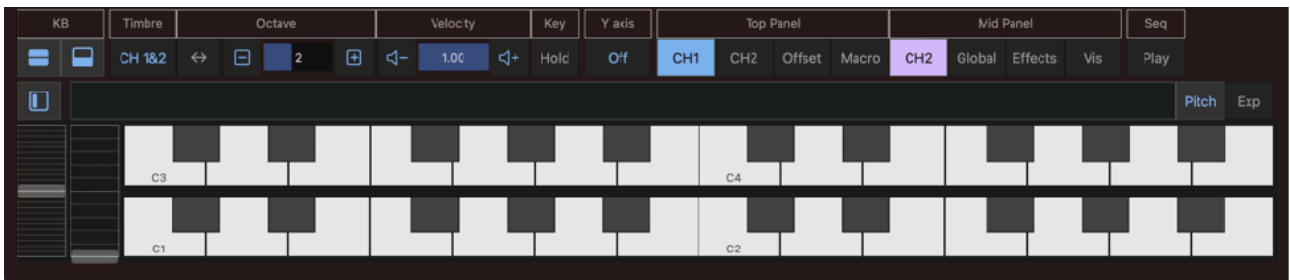 KB Timbre Octave Velocity Key Y axis Top Panel Mid Panel Seq
CH 1&2 2 1.00 Hold Off CH1 CH2 Offset Macro CH2 Global Effects Vis Play
Pitch Exp
C3 C4
C1 C2